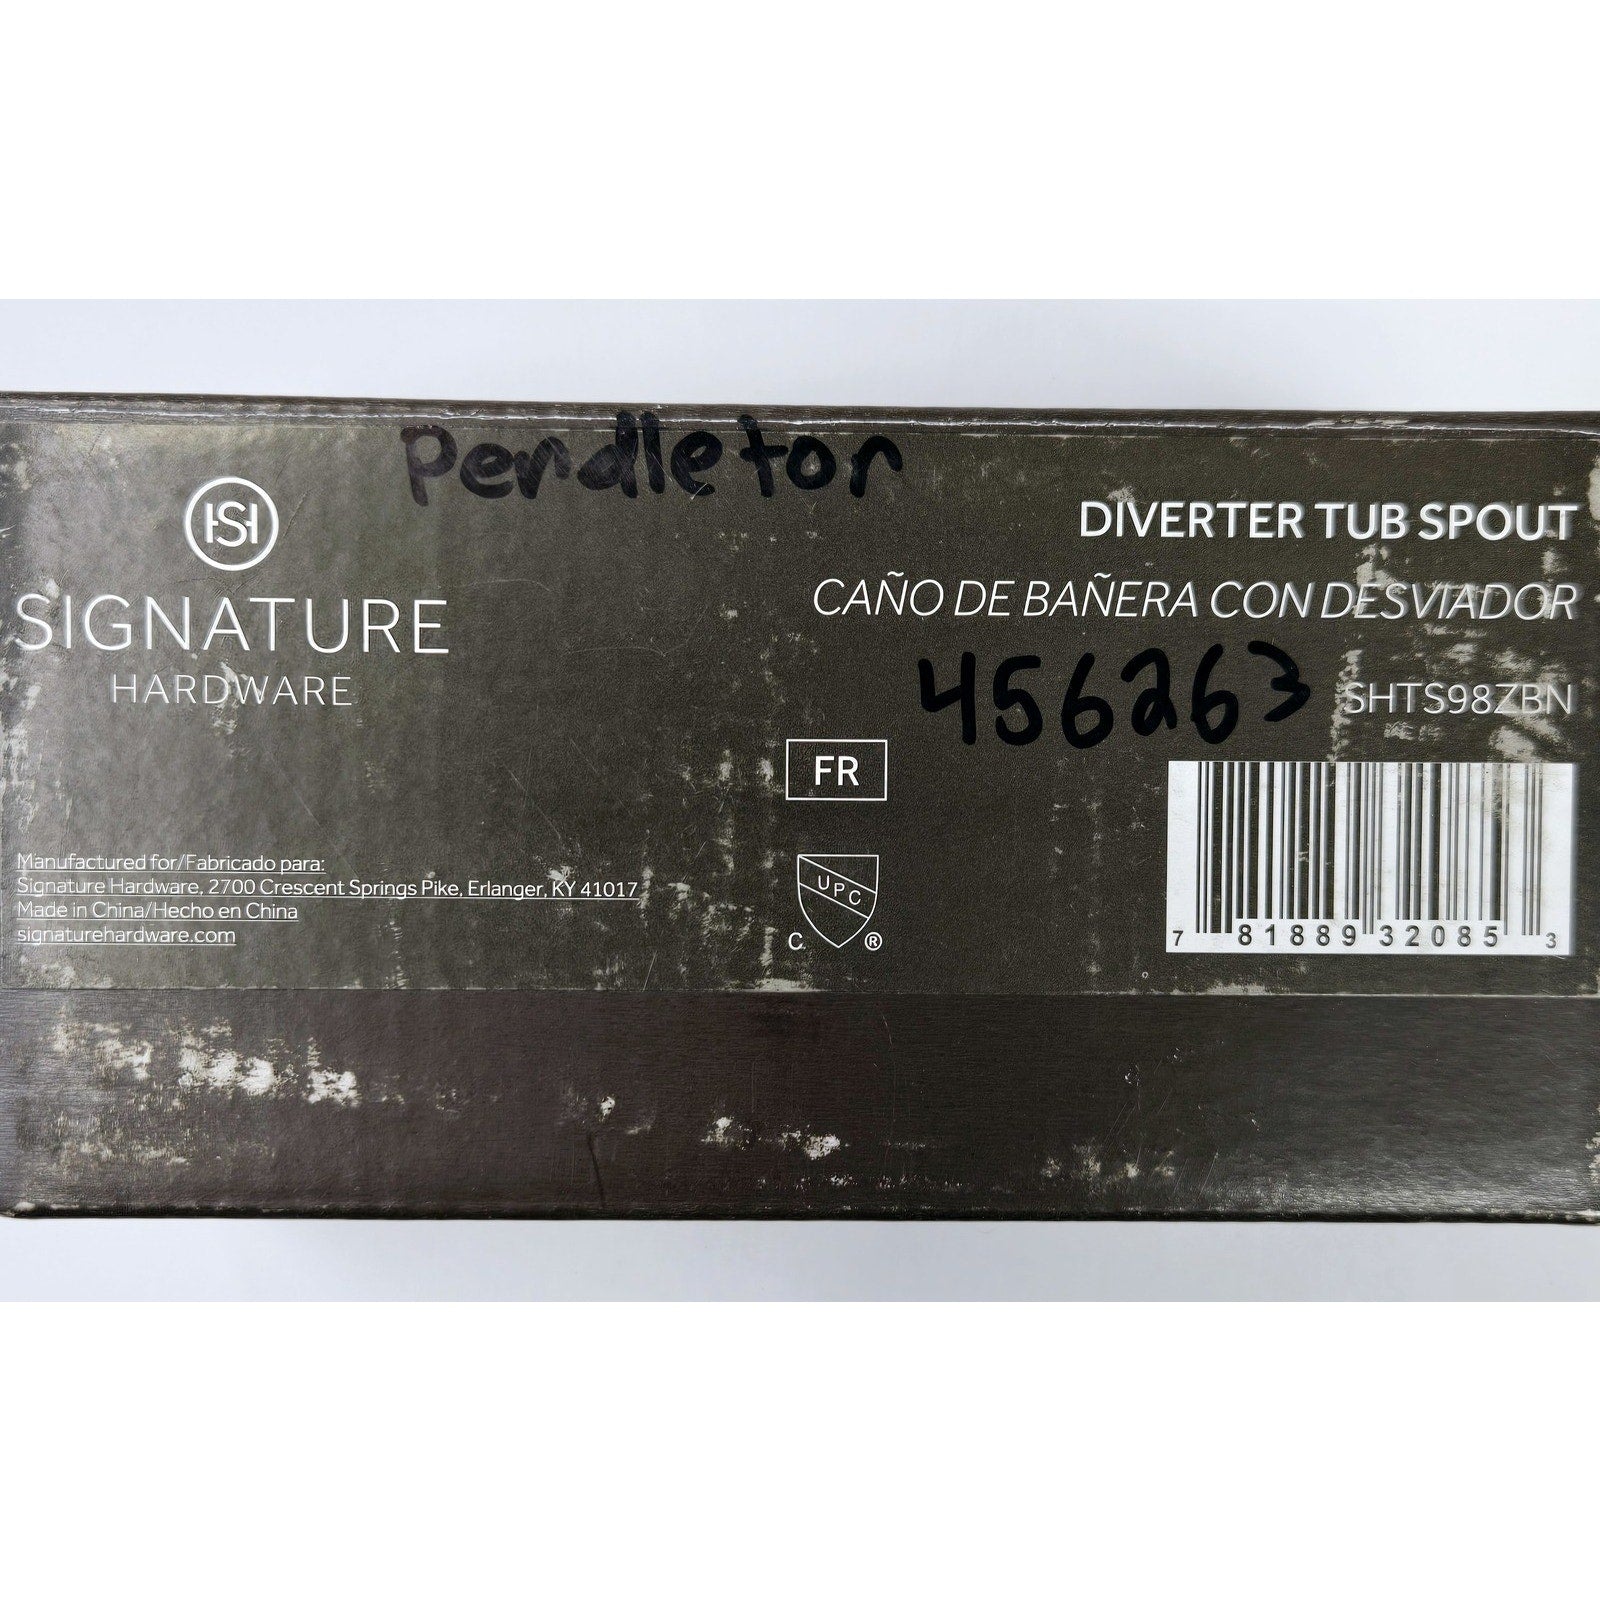 Pendleton
HS
SIGNATURE
HARDWARE
DIVERTER TUB SPOUT
CAÑO DE BAÑERA CON DESVIADOR
456263
SHTS98ZBN
FR
UPC
C ®
Manufactured for/Fabricado para:
Signature Hardware, 2700 Crescent Springs Pike, Erlanger, KY 41017
Made in China/Hecho en China
signaturehardware.com
7 81889 32085 3